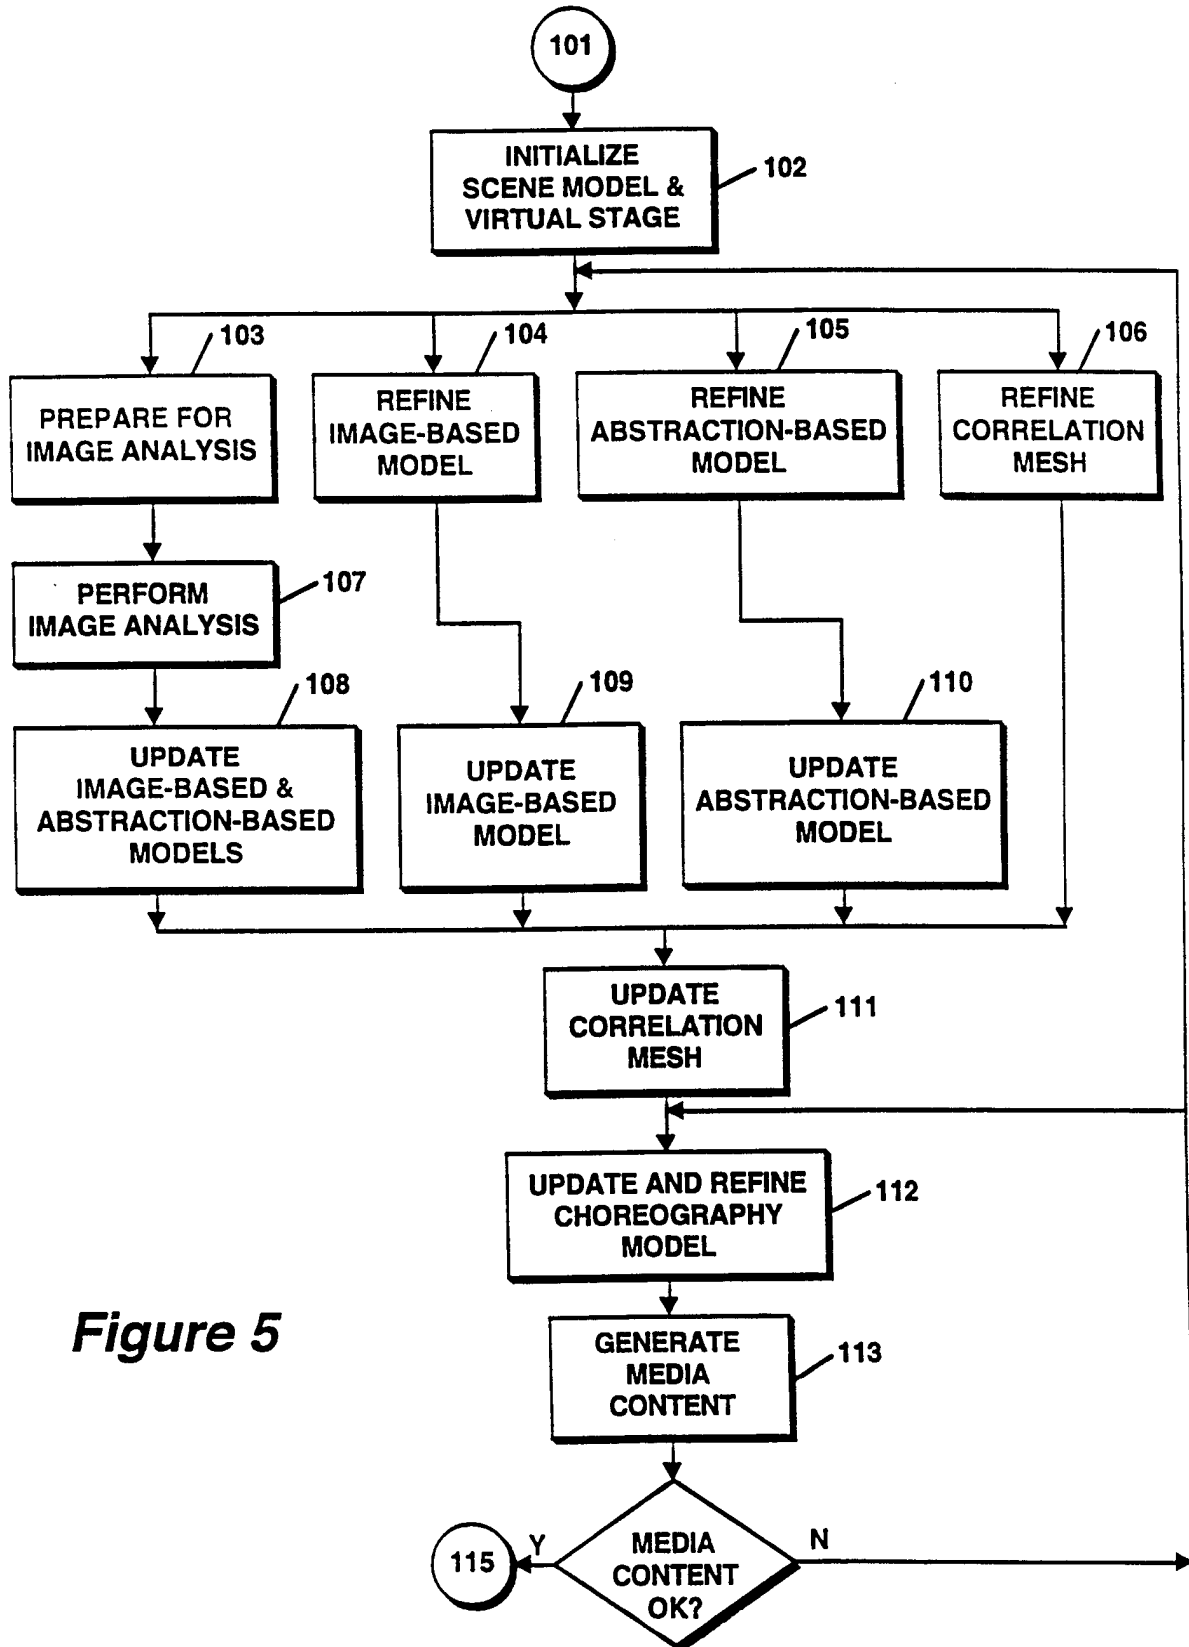 101
INITIALIZE
SCENE MODEL &
VIRTUAL STAGE
102
103
104
105
106
PREPARE FOR
IMAGE ANALYSIS
REFINE
IMAGE-BASED
MODEL
REFINE
ABSTRACTION-BASED
MODEL
REFINE
CORRELATION
MESH
PERFORM
IMAGE ANALYSIS
107
108
109
110
UPDATE
IMAGE-BASED &
ABSTRACTION-BASED
MODELS
UPDATE
IMAGE-BASED
MODEL
UPDATE
ABSTRACTION-BASED
MODEL
UPDATE
CORRELATION
MESH
111
UPDATE AND REFINE
CHOREOGRAPHY
MODEL
112
Figure 5
GENERATE
MEDIA
CONTENT
113
115
Y
MEDIA
CONTENT
OK?
N